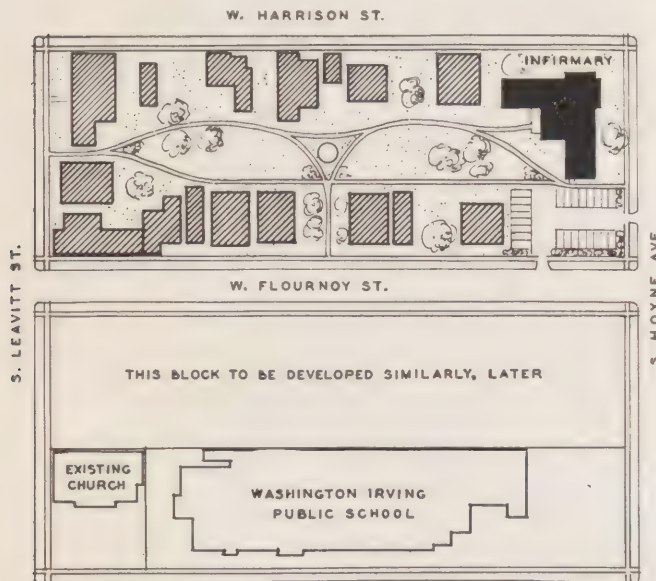 W. HARRISON ST.
INFIRMARY
W. FLOURNOY ST.
S. LEAVITT ST.
S. HOYNE AVE.
THIS BLOCK TO BE DEVELOPED SIMILARLY, LATER
EXISTING
CHURCH
WASHINGTON IRVING
PUBLIC SCHOOL